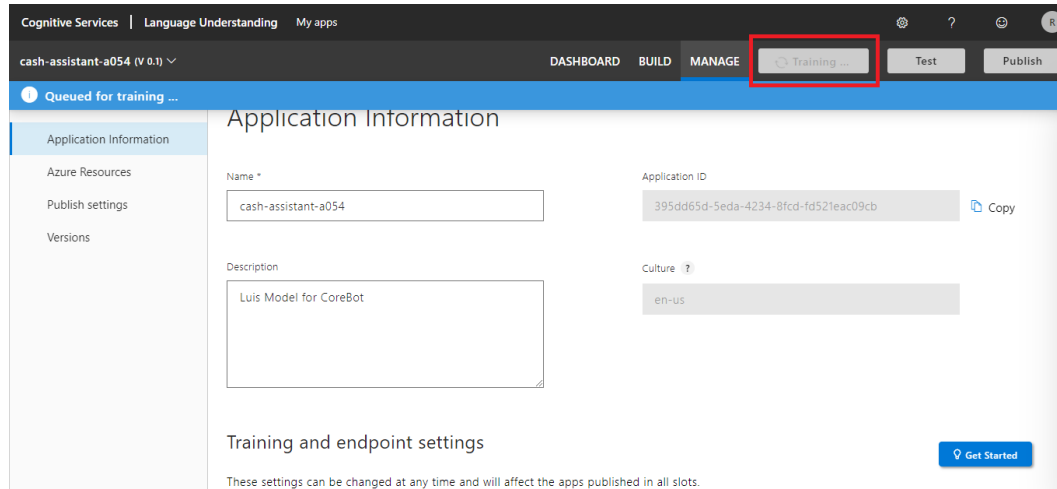 Cognitive Services | Language Understanding My apps ? R
cash-assistant-a054 (V 0.1) DASHBOARD BUILD MANAGE Training ... Test Publish
Queued for training ...
Application Information
Application Information
Azure Resources
Publish settings
Versions
Name *
cash-assistant-a054
Application ID
395dd65d-5eda-4234-8fcd-fd521eac09cb
Copy
Description
Luis Model for CoreBot
Culture ?
en-us
Training and endpoint settings
Get Started
These settings can be changed at any time and will affect the apps published in all slots.